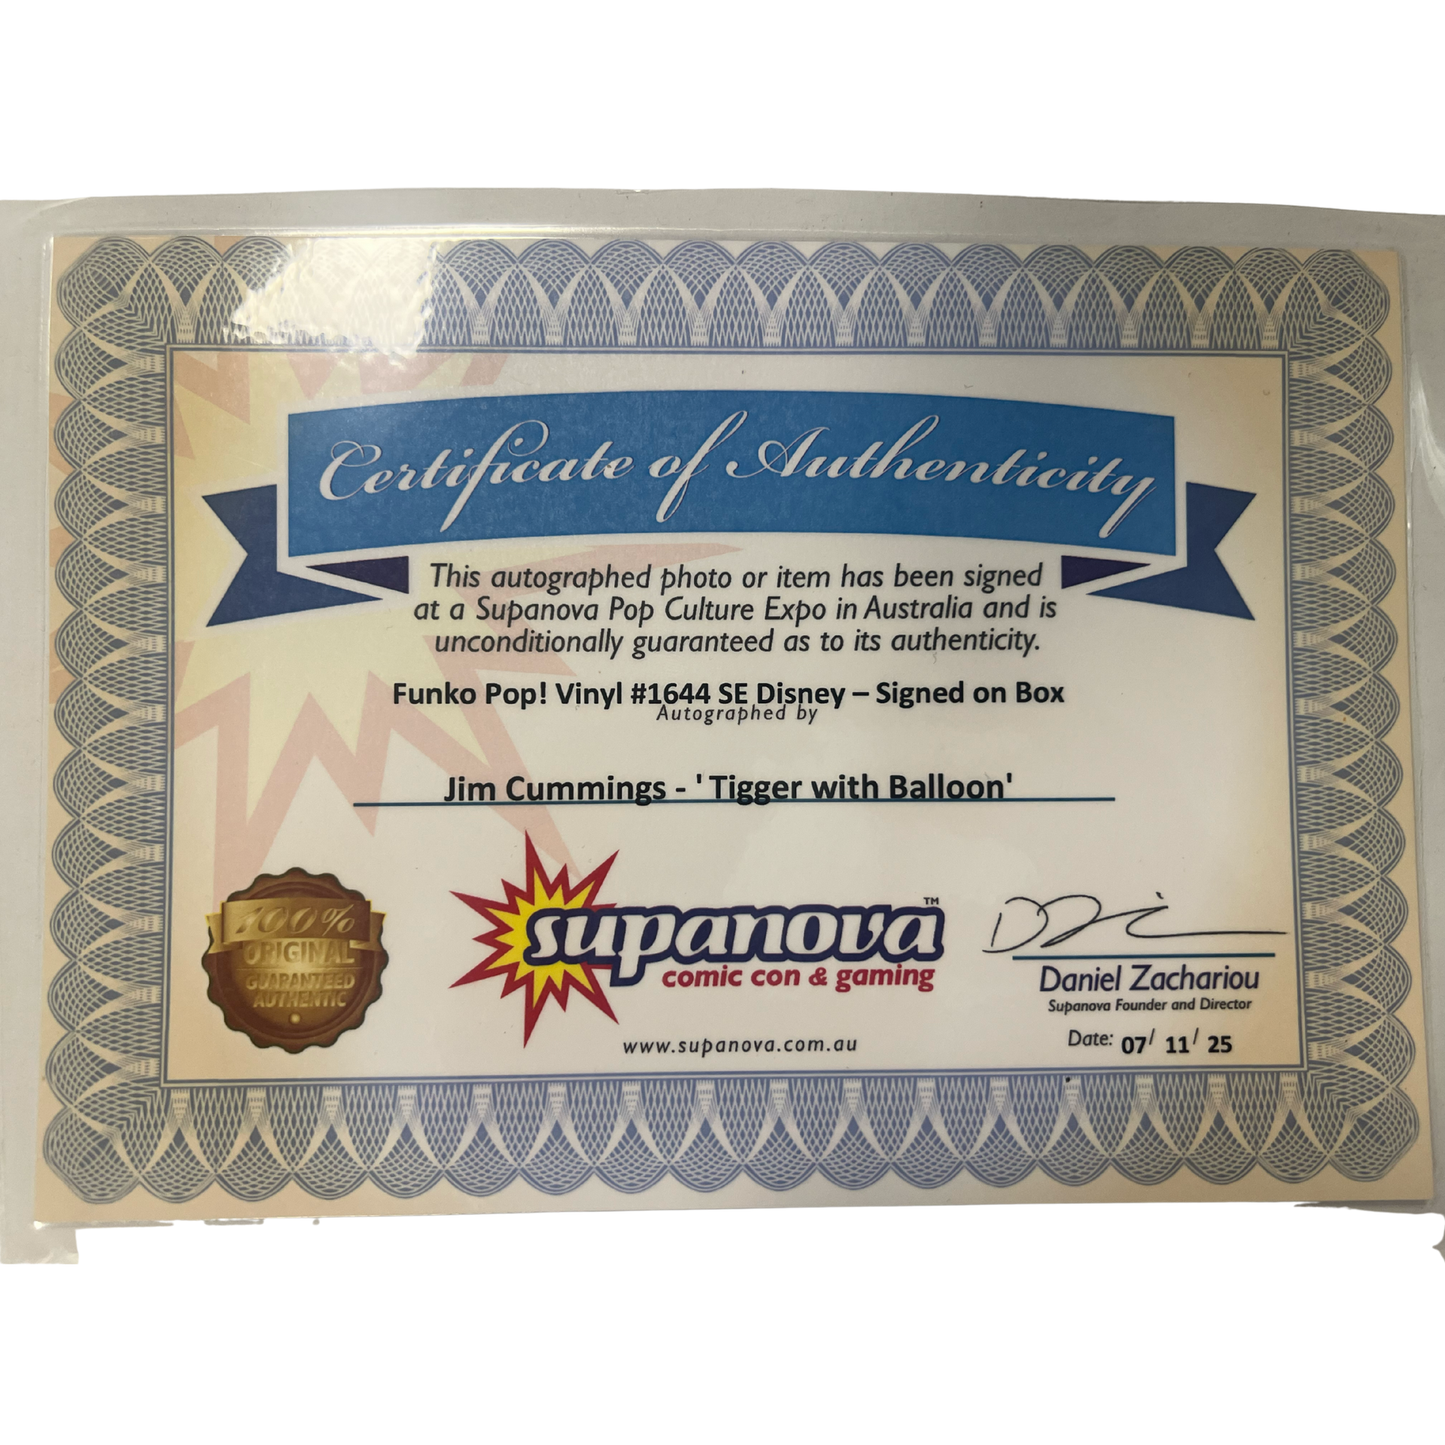 Certificate of Authenticity
This autographed photo or item has been signed
at a Supanova Pop Culture Expo in Australia and is
unconditionally guaranteed as to its authenticity.
Funko Pop! Vinyl #1644 SE Disney – Signed on Box
Autographed by
Jim Cummings - ' Tigger with Balloon'
100%
ORIGINAL
GUARANTEED
AUTHENTIC
supanova™
comic con & gaming
www.supanova.com.au
Daniel Zachariou
Supanova Founder and Director
Date: 07/ 11/ 25